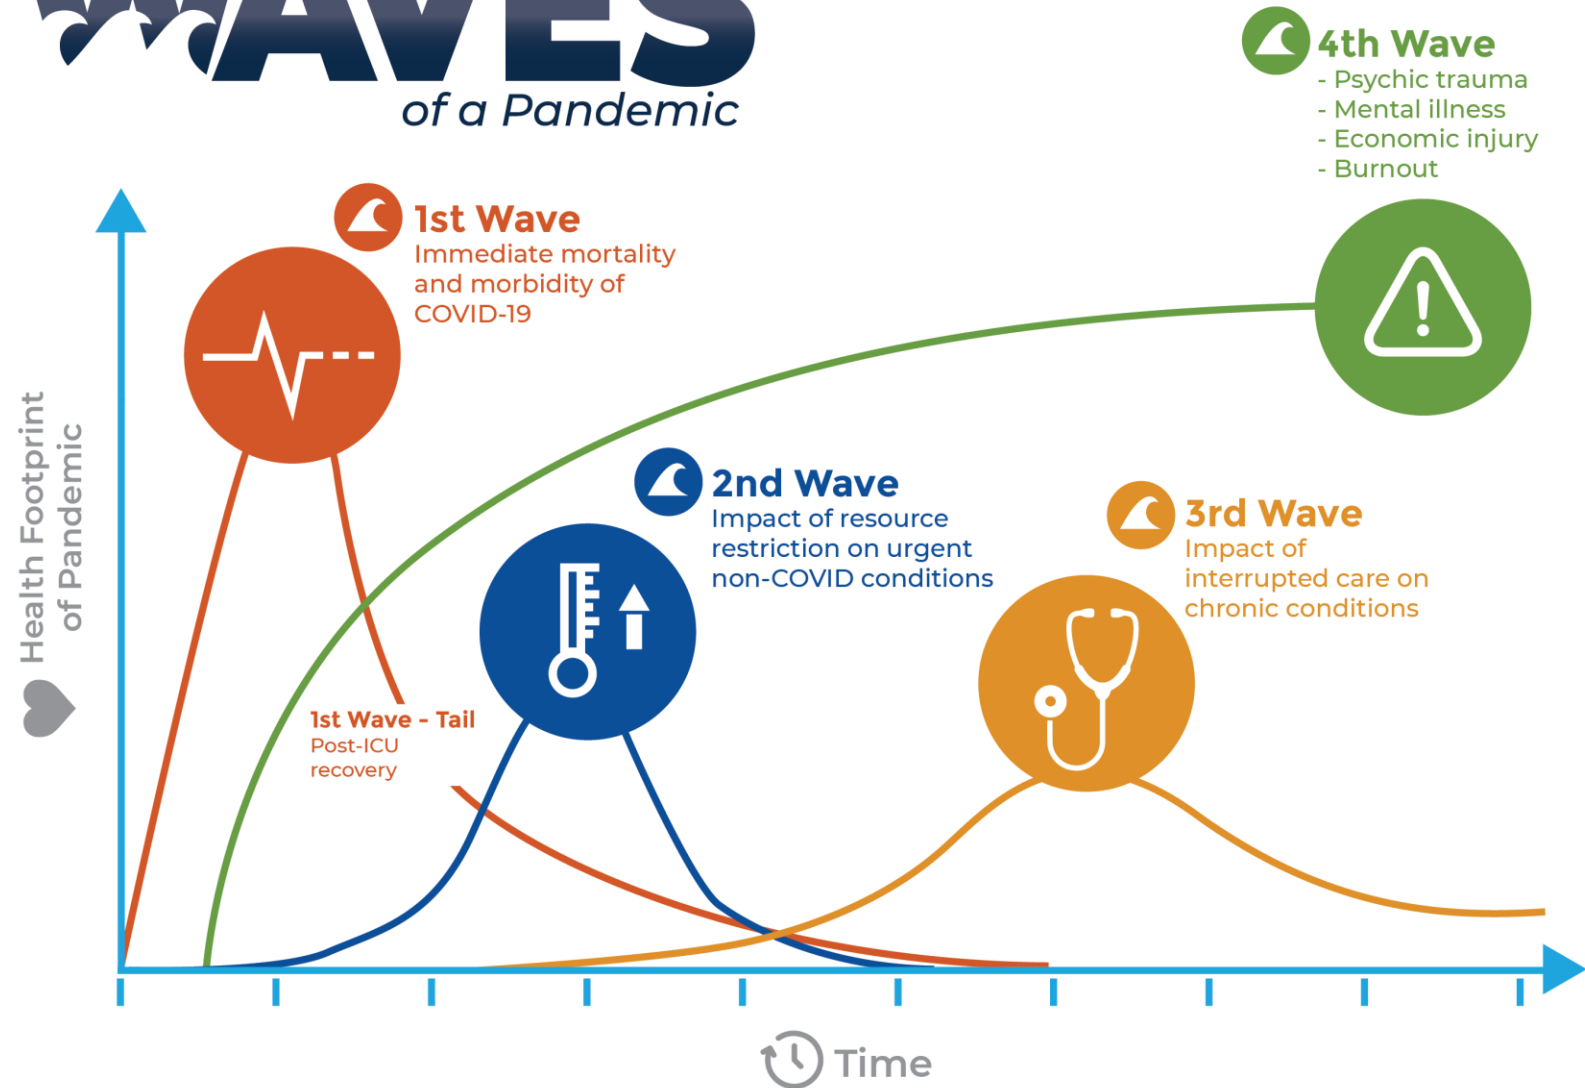 WAVES
of a Pandemic
4th Wave
- Psychic trauma
- Mental illness
- Economic injury
- Burnout
1st Wave
Immediate mortality
and morbidity of
COVID-19
Health Footprint
of Pandemic
2nd Wave
Impact of resource
restriction on urgent
non-COVID conditions
3rd Wave
Impact of
interrupted care on
chronic conditions
1st Wave - Tail
Post-ICU
recovery
Time